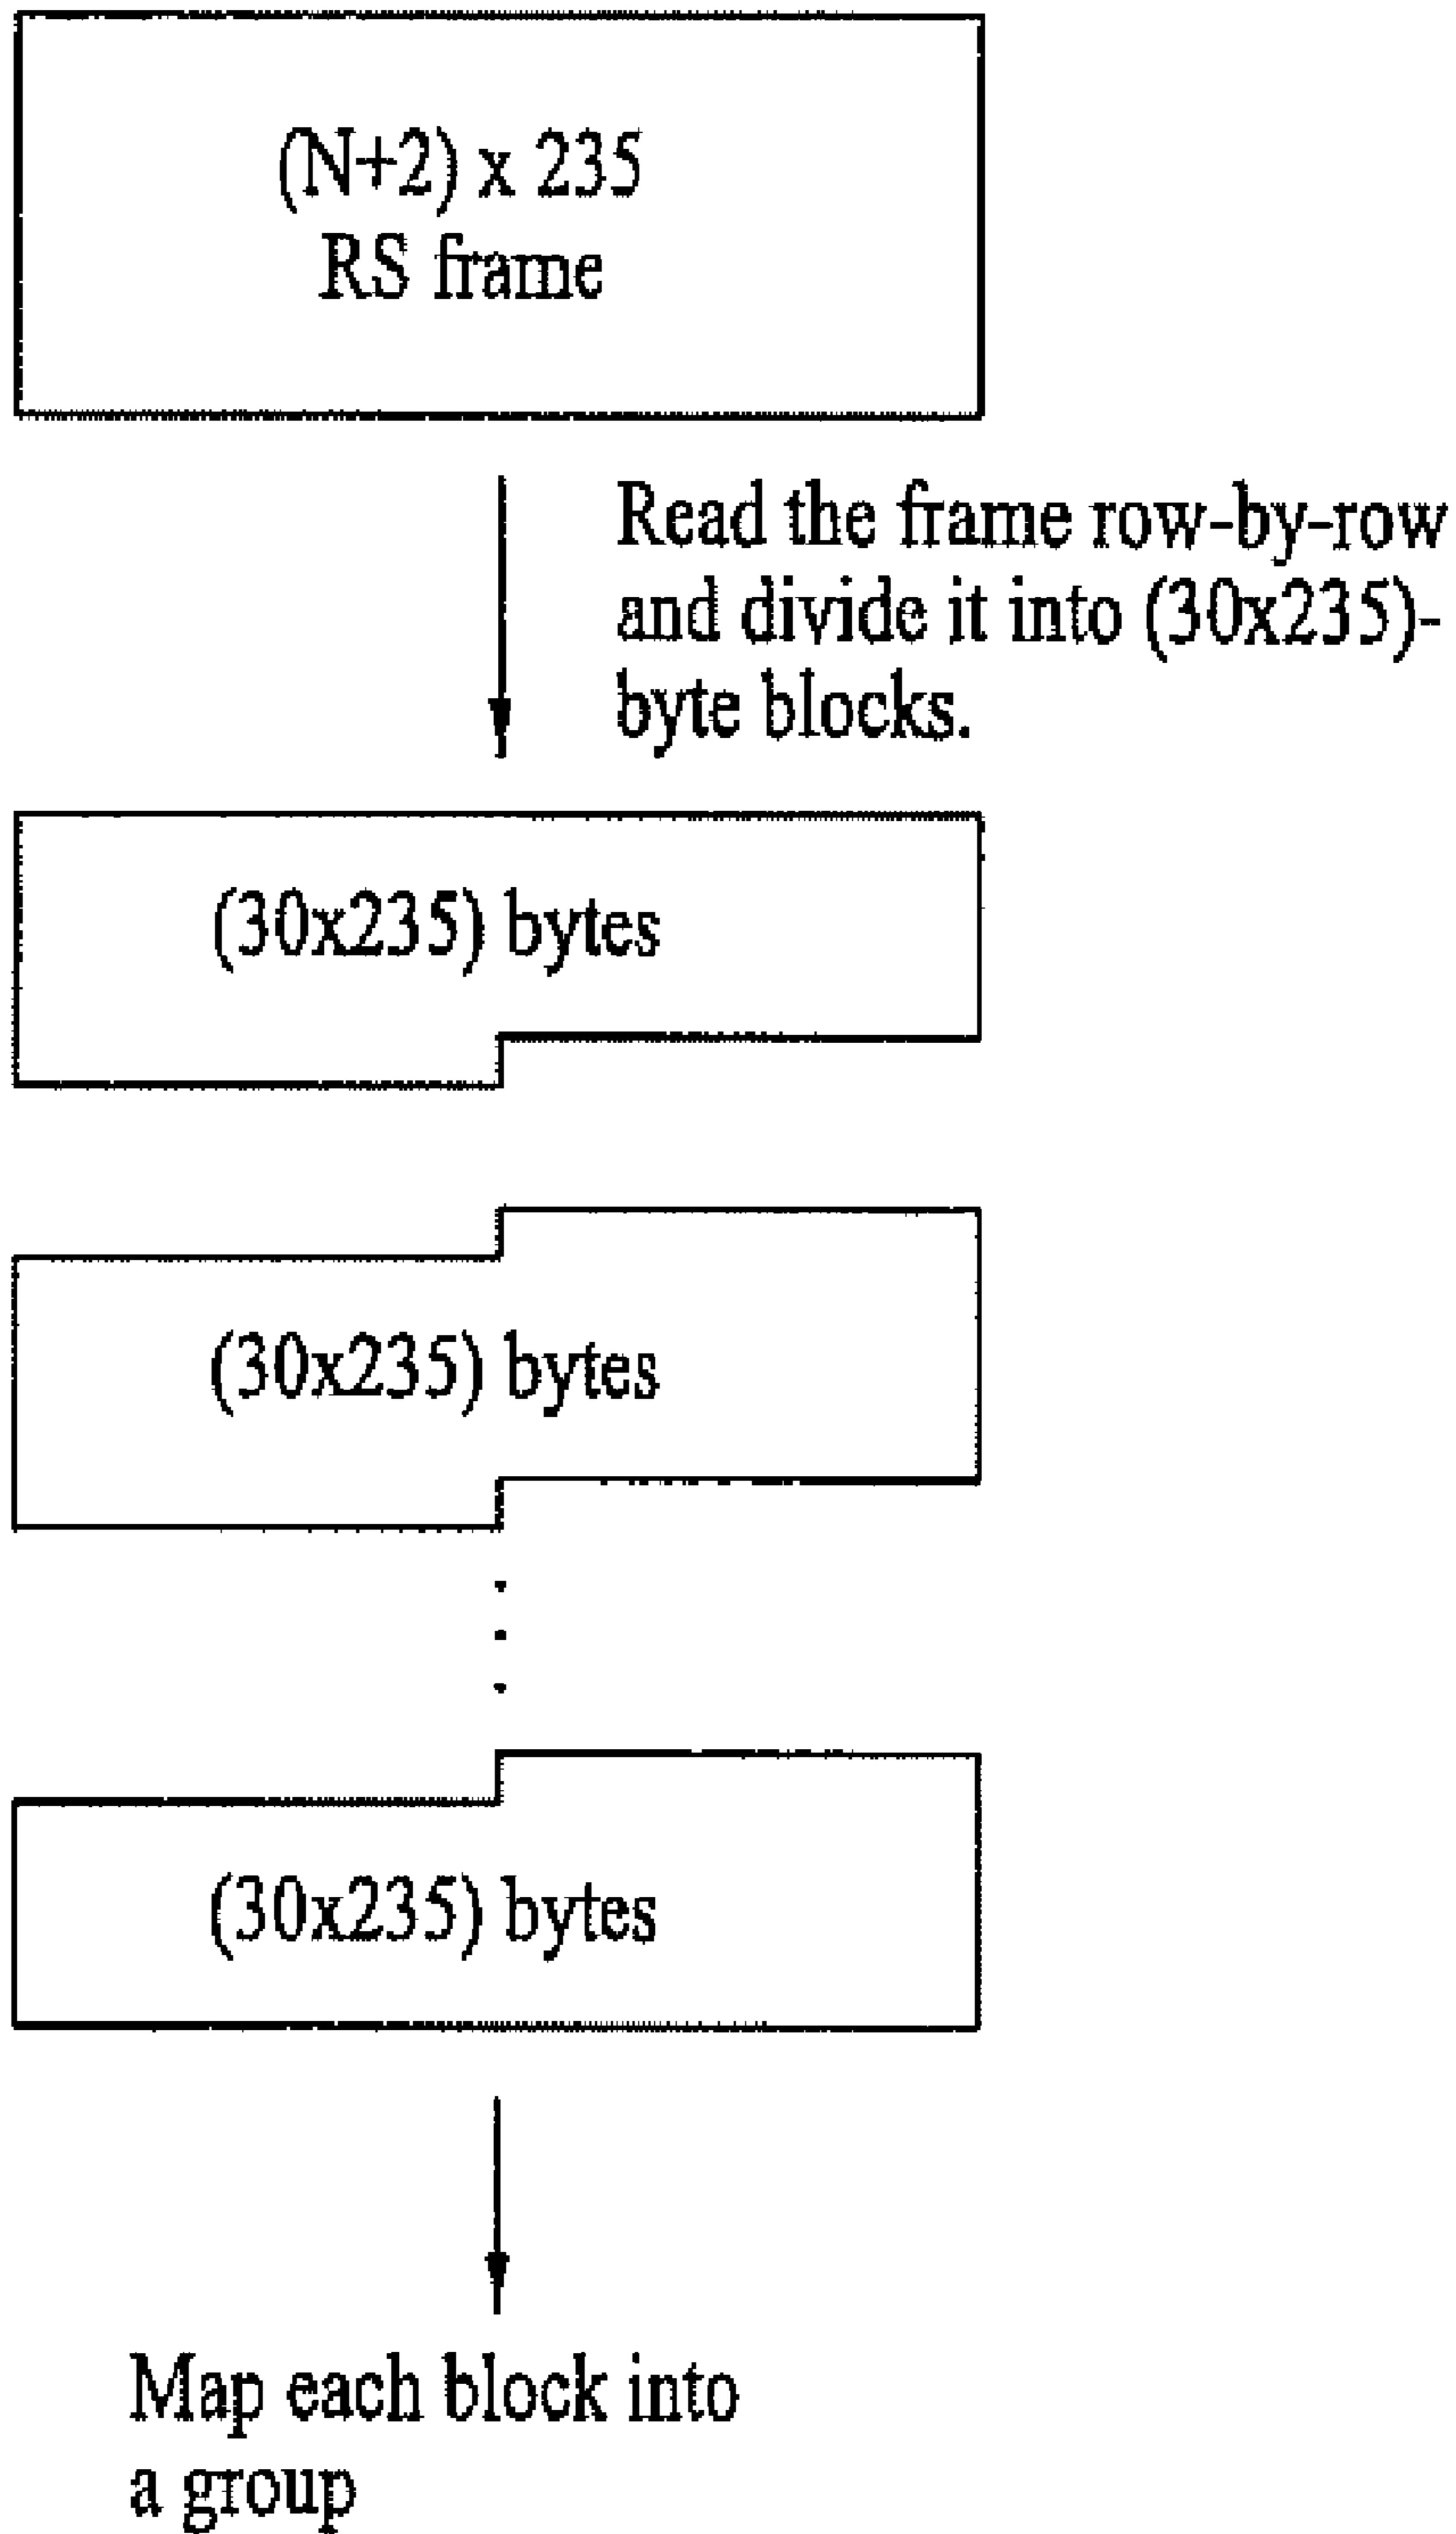 (N+2) x 235
RS frame
Read the frame row-by-row
and divide it into (30x235)-
byte blocks.
(30x235) bytes
(30x235) bytes
(30x235) bytes
Map each block into
a group